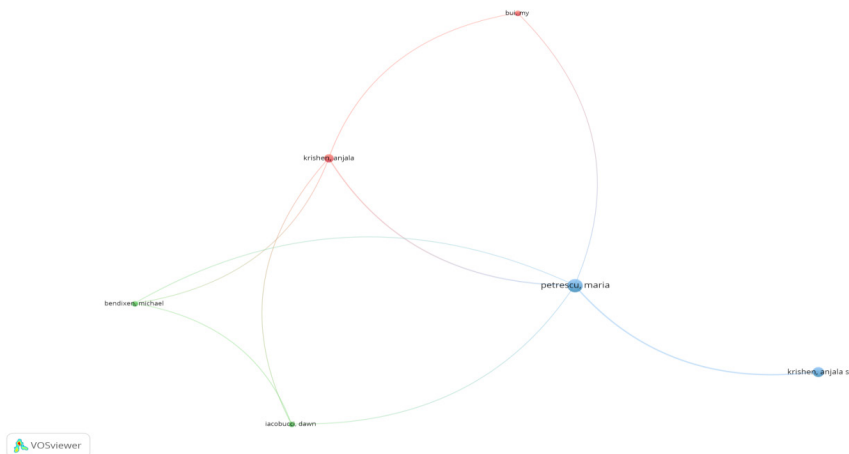 bui, my
krishen, anjala
petrescu, maria
bendixen, michael
krishen, anjala s
iacobucci, dawn
VOSviewer